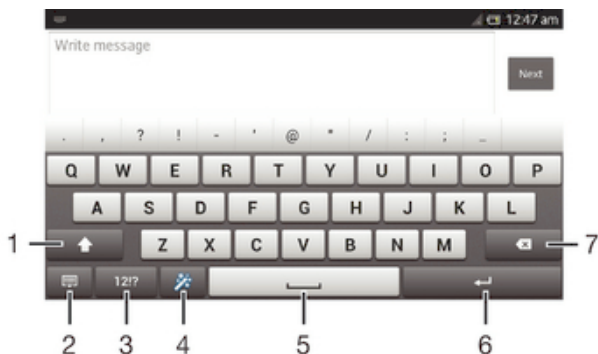 12:47 am
Write message
Next
. , ? ! - ' @ " / : ; _
Q W E R T Y U I O P
A S D F G H J K L
1 Z X C V B N M 7
12!?
2 3 4 5 6